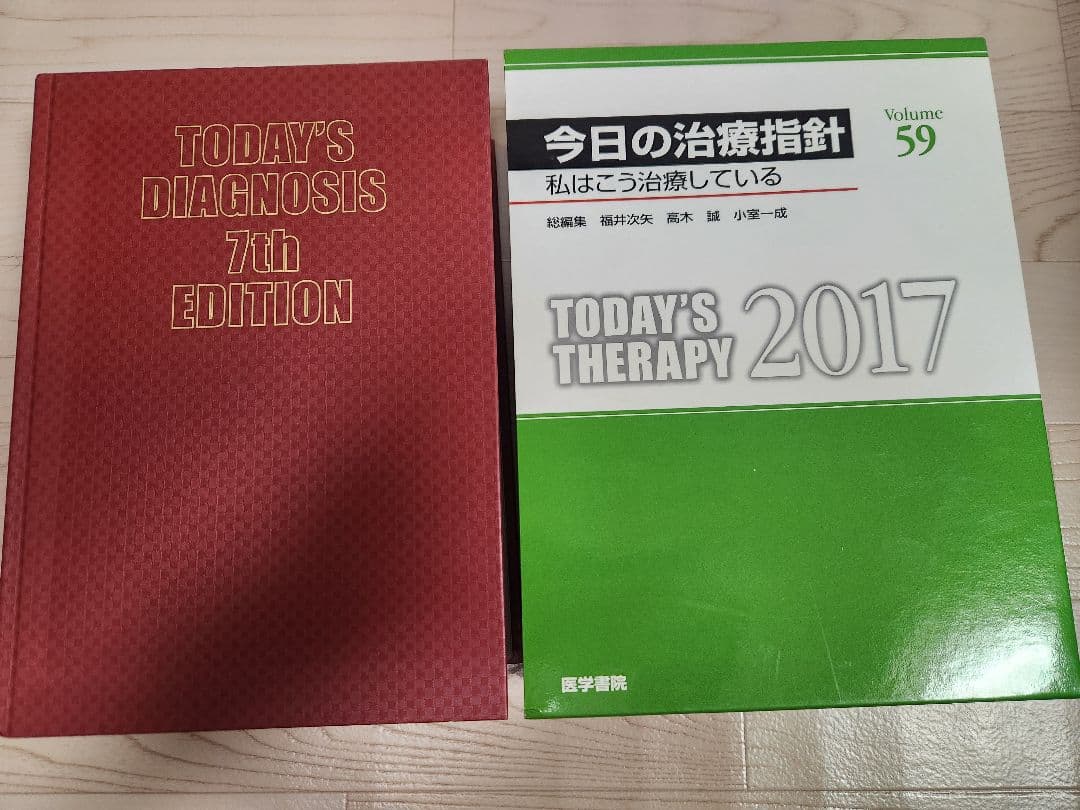 TODAY'S
DIAGNOSIS
7th
EDITION
今日の治療指針
私はこう治療している
総編集 福井次矢 高木 誠 小室一成
Volume
59
TODAY'S
THERAPY 2017
医学書院